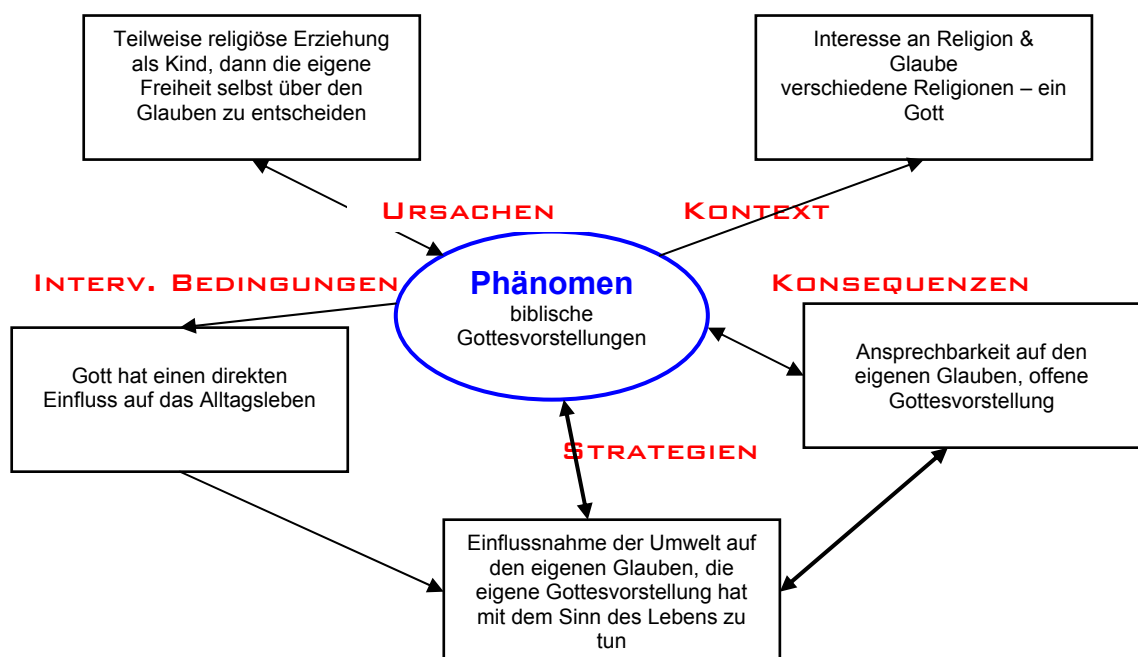 Teilweise religiöse Erziehung
als Kind, dann die eigene
Freiheit selbst über den
Glauben zu entscheiden
Interesse an Religion &
Glaube
verschiedene Religionen – ein
Gott
URSACHEN
KONTEXT
INTERV. BEDINGUNGEN
Phänomen
biblische
Gottesvorstellungen
KONSEQUENZEN
Gott hat einen direkten
Einfluss auf das Alltagsleben
Ansprechbarkeit auf den
eigenen Glauben, offene
Gottesvorstellung
STRATEGIEN
Einflussnahme der Umwelt auf
den eigenen Glauben, die
eigene Gottesvorstellung hat
mit dem Sinn des Lebens zu
tun